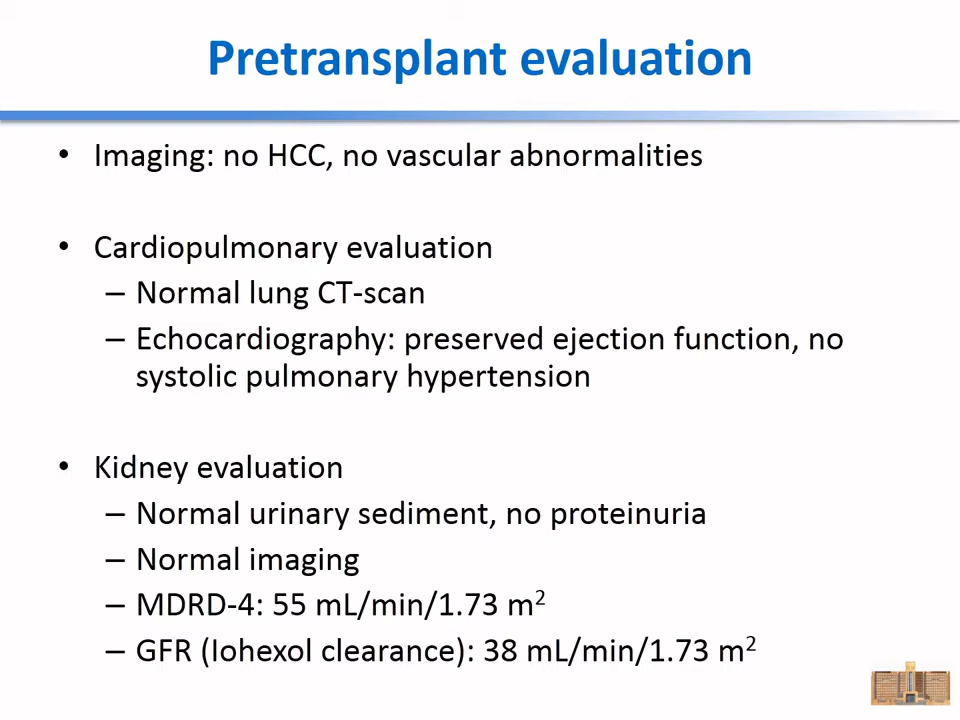 Pretransplant evaluation
• Imaging: no HCC, no vascular abnormalities
• Cardiopulmonary evaluation
– Normal lung CT-scan
– Echocardiography: preserved ejection function, no
systolic pulmonary hypertension
• Kidney evaluation
– Normal urinary sediment, no proteinuria
– Normal imaging
– MDRD-4: 55 mL/min/1.73 m²
– GFR (Iohexol clearance): 38 mL/min/1.73 m²